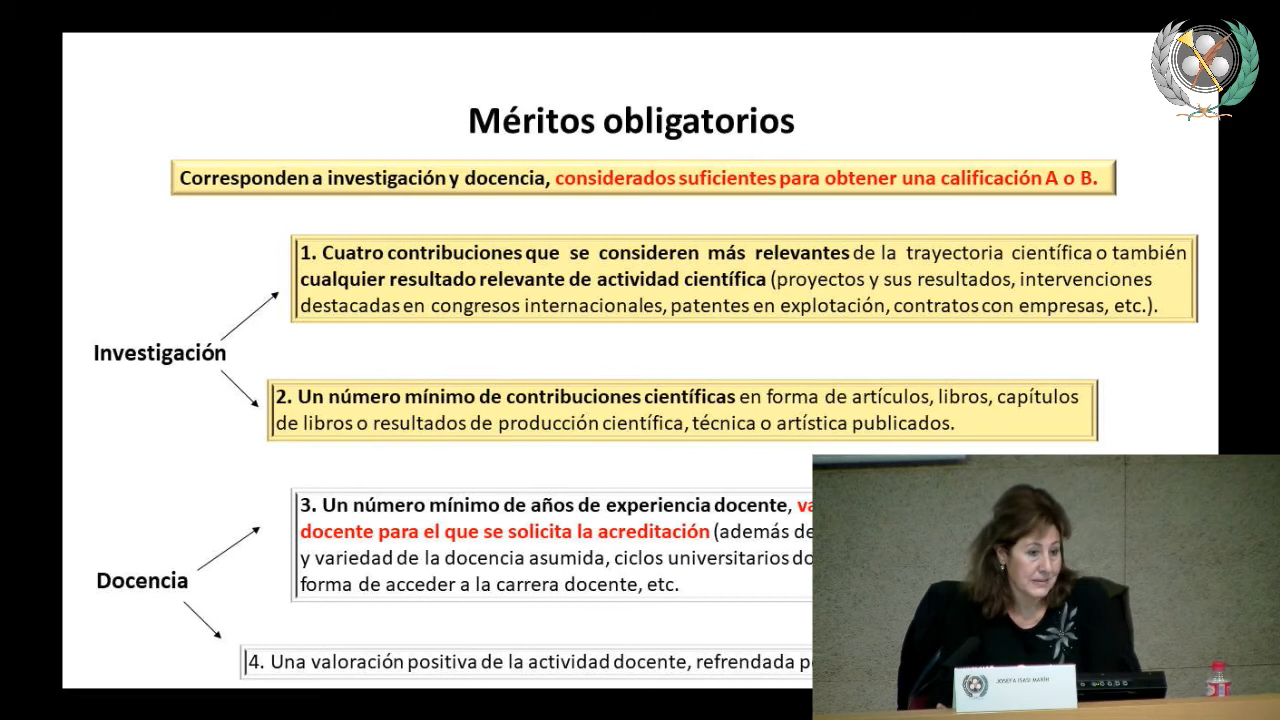 Méritos obligatorios
Corresponden a investigación y docencia, considerados suficientes para obtener una calificación A o B.
1. Cuatro contribuciones que se consideren más relevantes de la trayectoria científica o también
cualquier resultado relevante de actividad científica (proyectos y sus resultados, intervenciones
destacadas en congresos internacionales, patentes en explotación, contratos con empresas, etc.).
Investigación
2. Un número mínimo de contribuciones científicas en forma de artículos, libros, capítulos
de libros o resultados de producción científica, técnica o artística publicados.
3. Un número mínimo de años de experiencia docente,
docente para el que se solicita la acreditación (además de
y variedad de la docencia asumida, ciclos universitarios
forma de acceder a la carrera docente, etc.
Docencia
4. Una valoración positiva de la actividad docente, refrendada
JOSEFA ISASI MARÍN